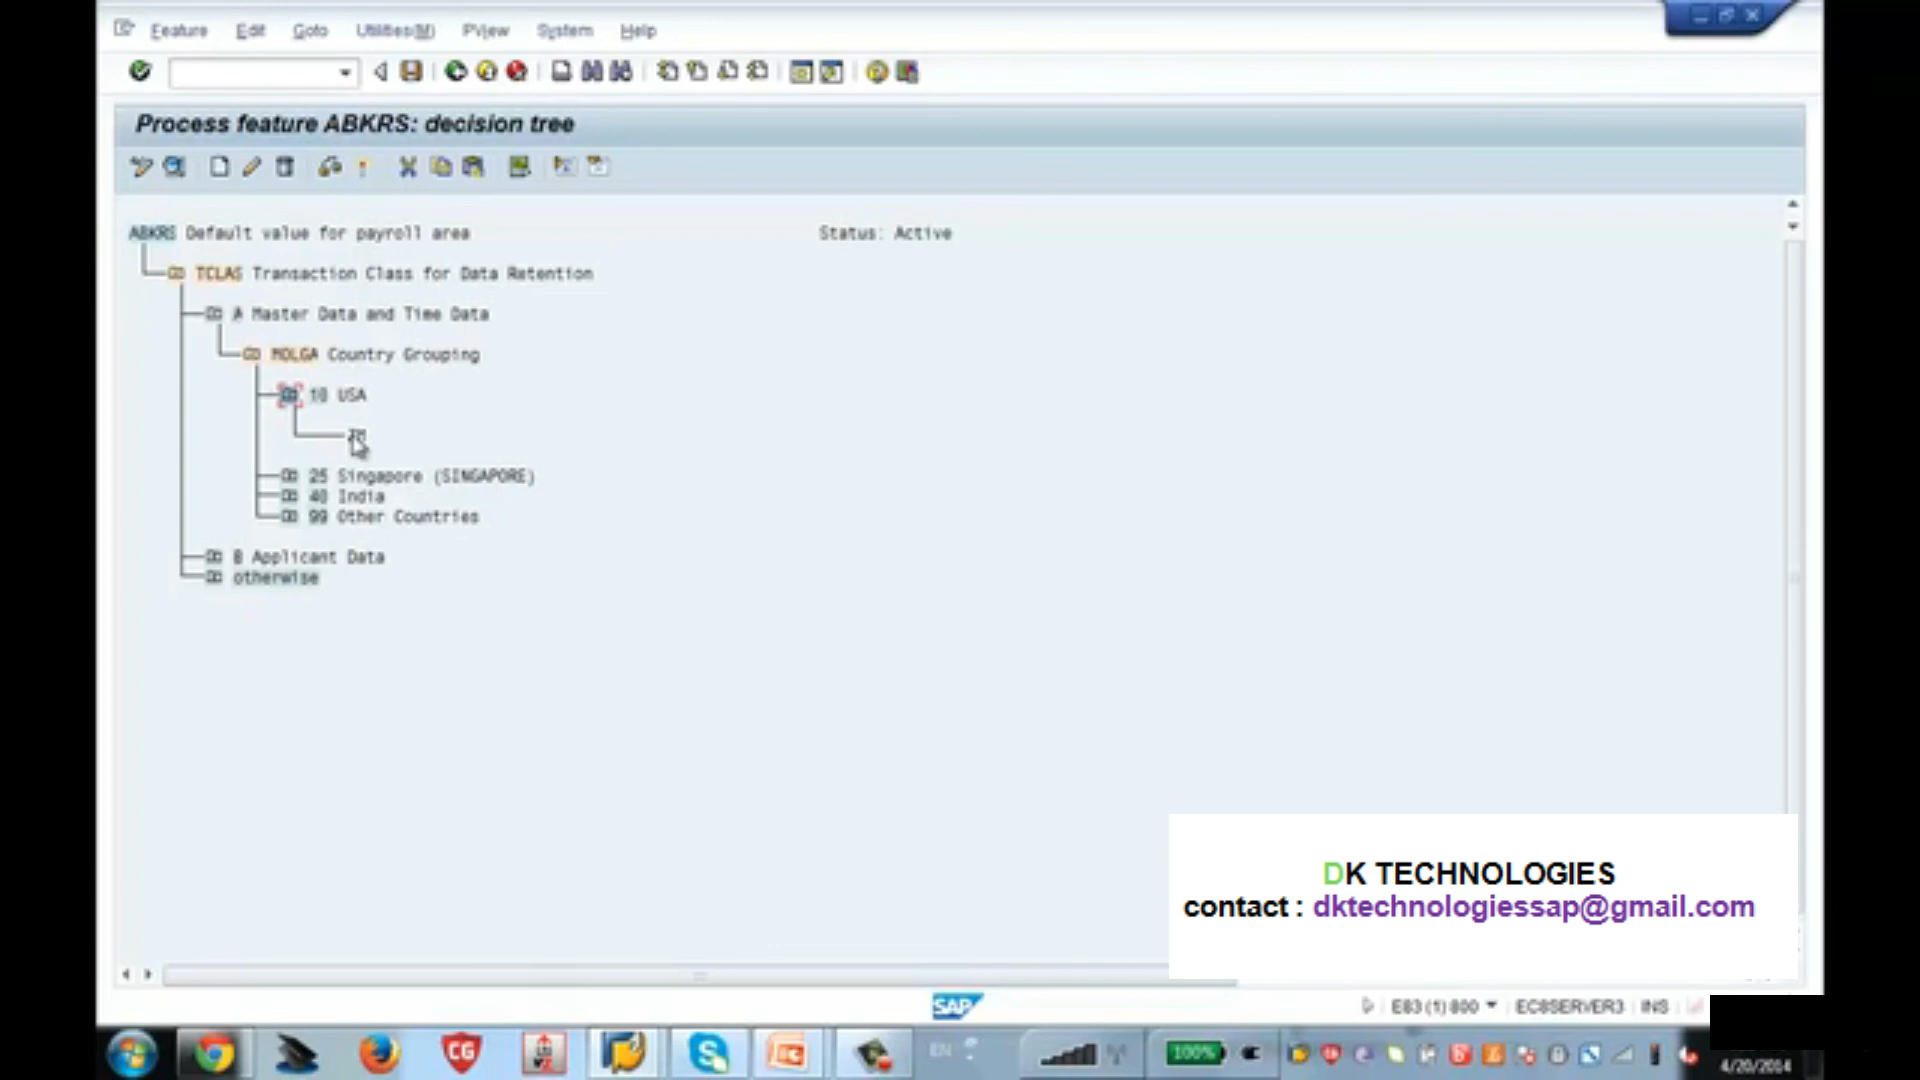 Feature Edit Goto Utilities(M) PView System Help
Process feature ABKRS: decision tree
ABKRS Default value for payroll area Status: Active
TCLAS Transaction Class for Data Retention
A Master Data and Time Data
MOLGA Country Grouping
10 USA
25 Singapore (SINGAPORE)
40 India
99 Other Countries
B Applicant Data
otherwise
DK TECHNOLOGIES
contact : dktechnologiessap@gmail.com
SAP
E83 (1) 800 EC8SERVER3 INS
CG
EN
100%
4/20/2014